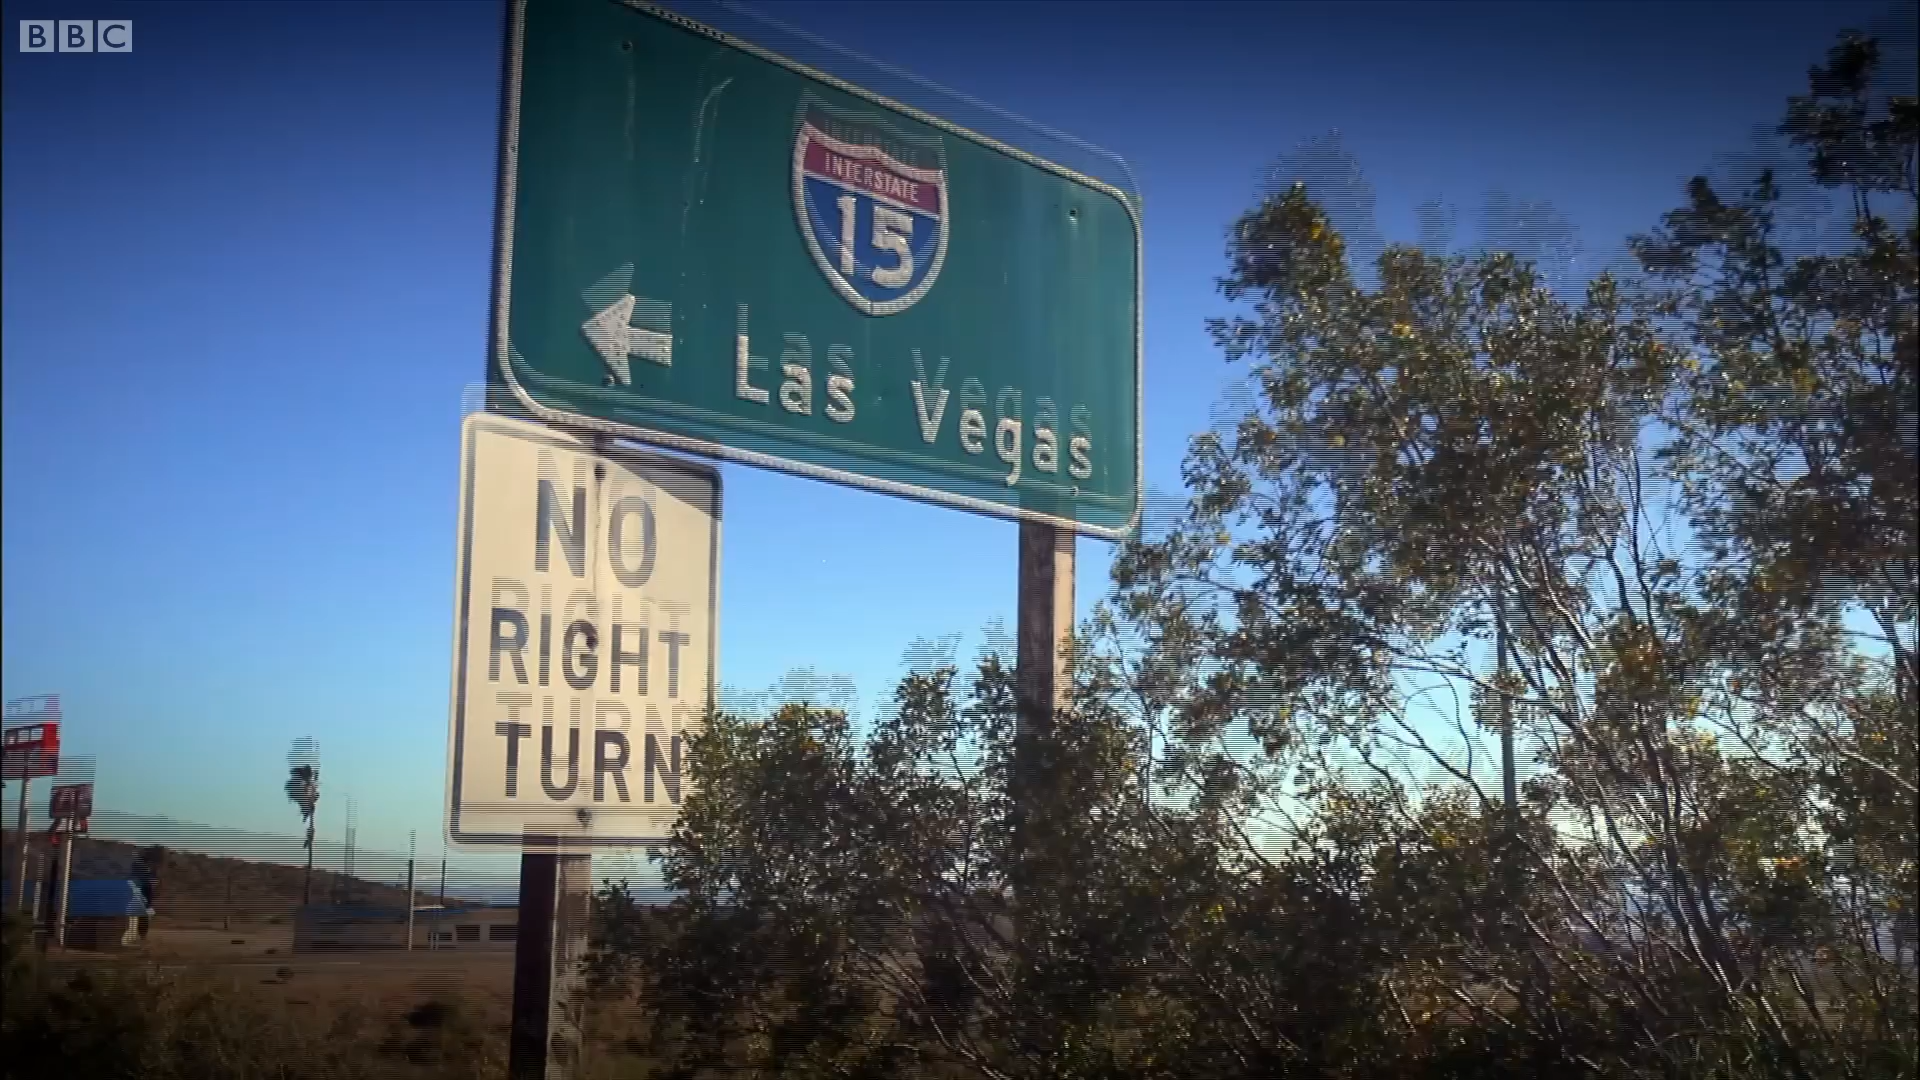 BBC
INTERSTATE
15
Las Vegas
NO
RIGHT
TURN